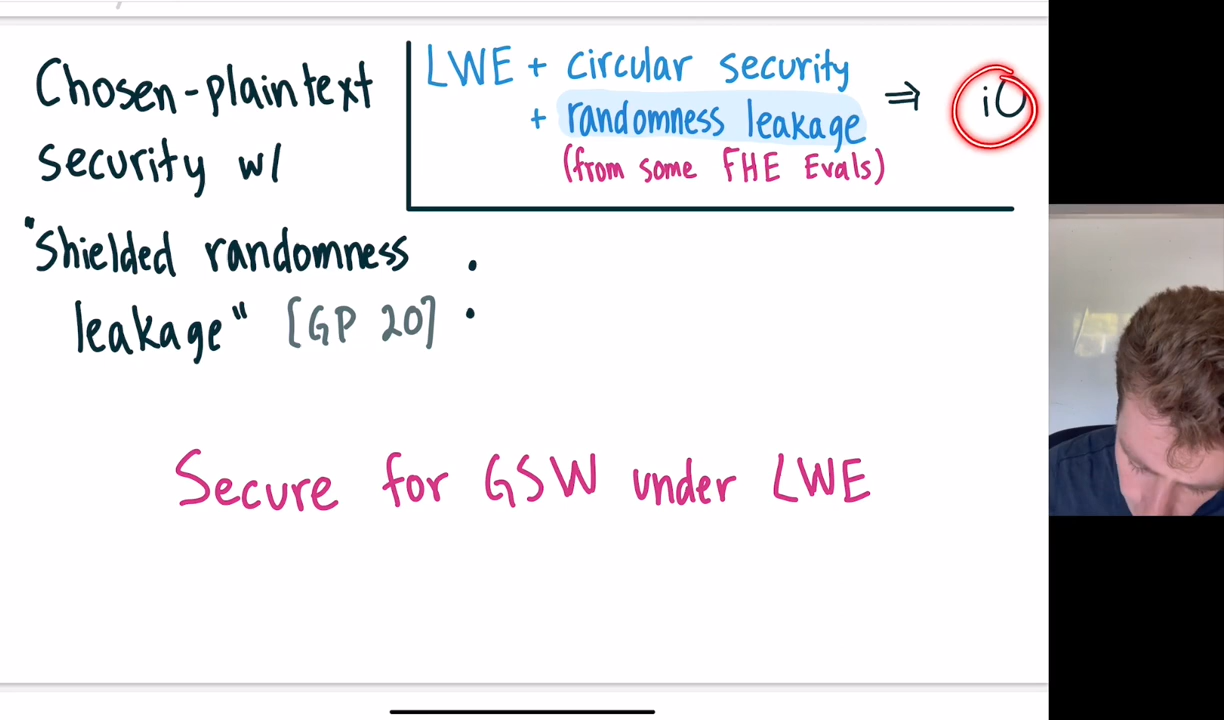 Chosen-plaintext
security w/
"Shielded randomness
leakage" [GP 20] :
LWE + circular security
+ randomness leakage ⇒ iO
(from some FHE Evals)
Secure for GSW under LWE